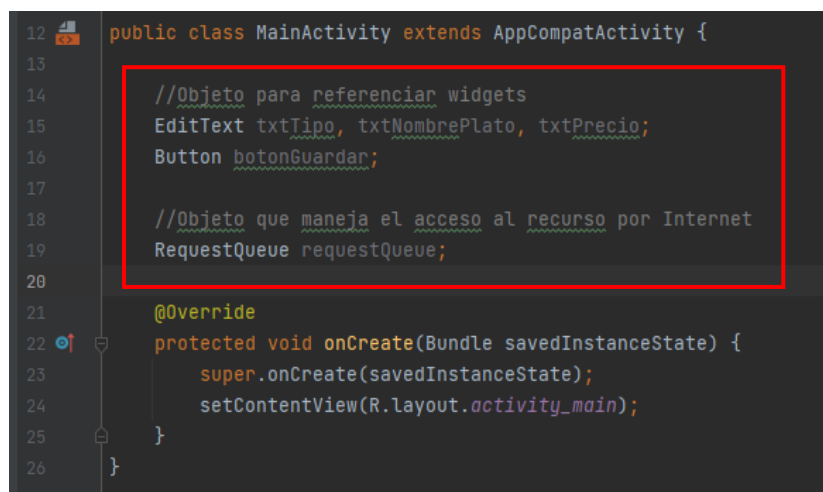 12 public class MainActivity extends AppCompatActivity {
13
14 //Objeto para referenciar widgets
15 EditText txtTipo, txtNombrePlato, txtPrecio;
16 Button botonGuardar;
17
18 //Objeto que maneja el acceso al recurso por Internet
19 RequestQueue requestQueue;
20
21 @Override
22 protected void onCreate(Bundle savedInstanceState) {
23 super.onCreate(savedInstanceState);
24 setContentView(R.layout.activity_main);
25 }
26 }